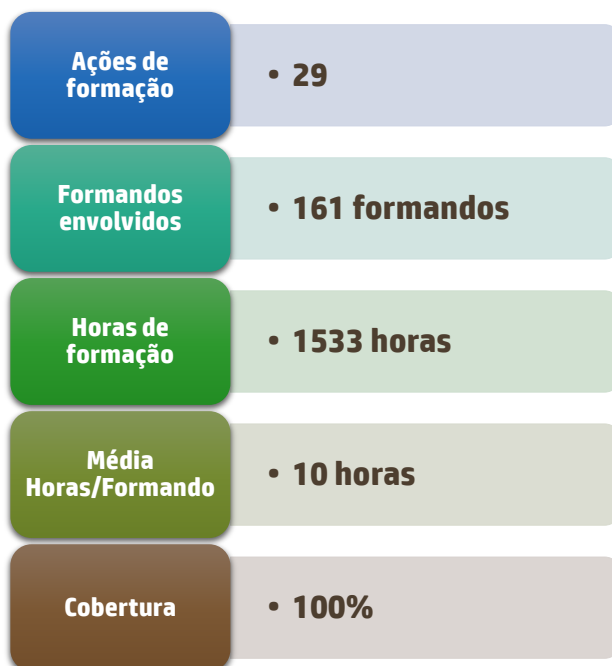 Ações de
formação
• 29
Formandos
envolvidos
• 161 formandos
Horas de
formação
• 1533 horas
Média
Horas/Formando
• 10 horas
Cobertura
• 100%